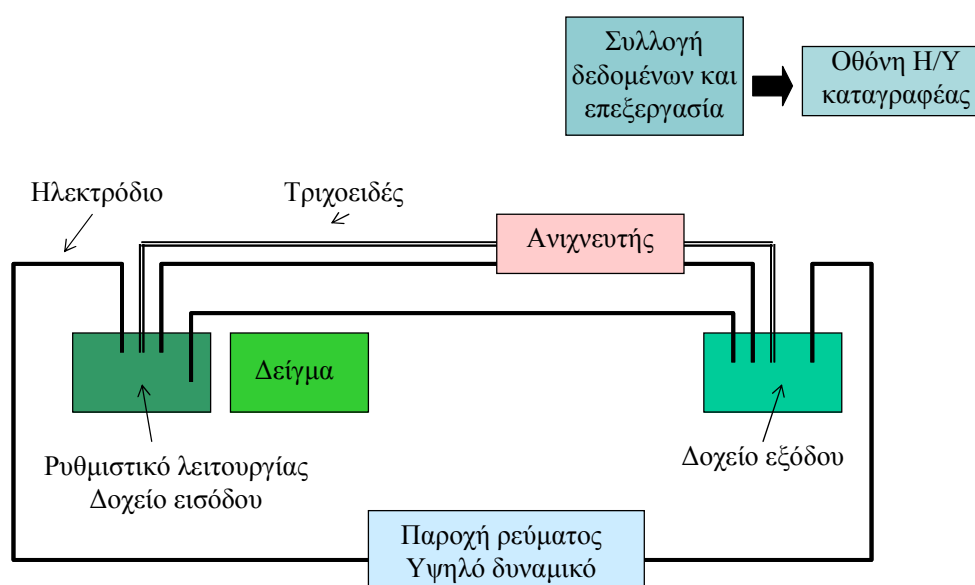 Συλλογή
δεδομένων και
επεξεργασία
Οθόνη Η/Υ
καταγραφέας
Ηλεκτρόδιο
Τριχοειδές
Ανιχνευτής
Δείγμα
Ρυθμιστικό λειτουργίας
Δοχείο εισόδου
Δοχείο εξόδου
Παροχή ρεύματος
Υψηλό δυναμικό